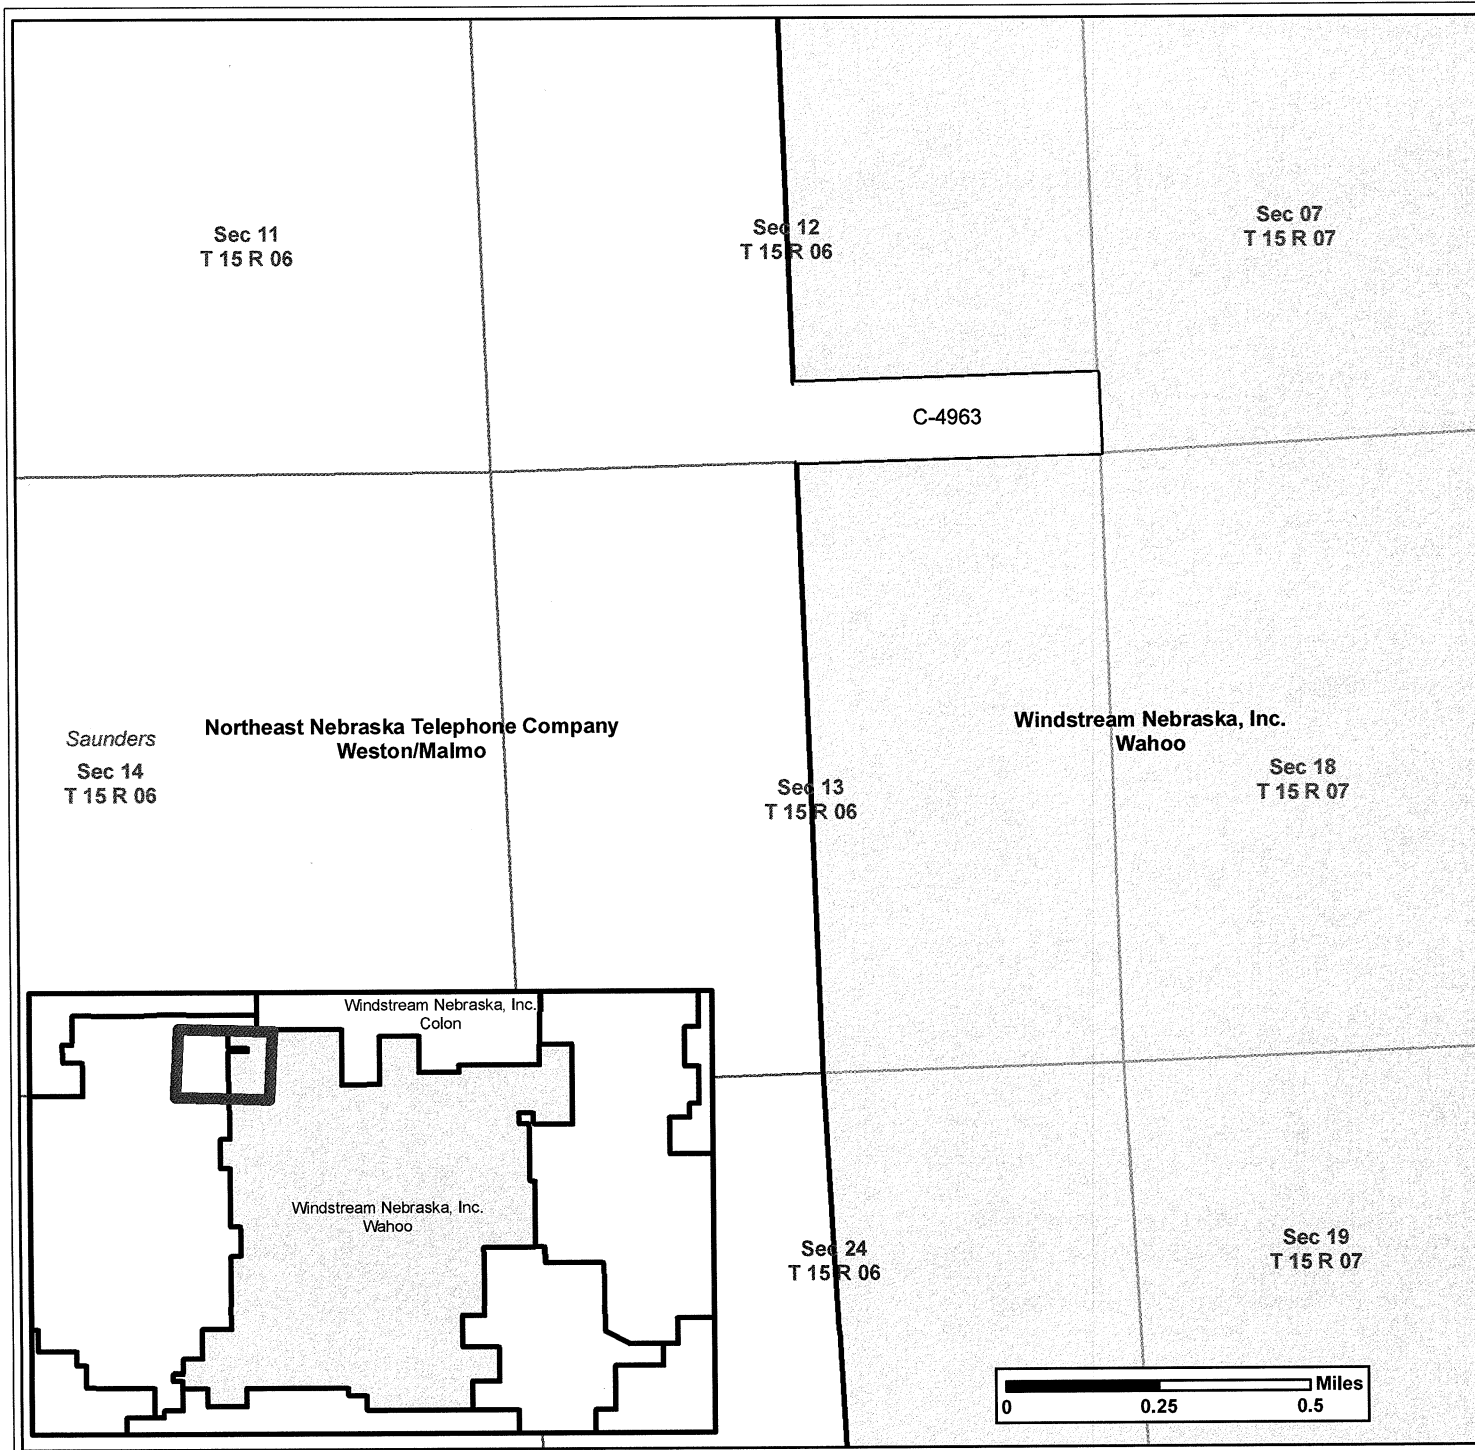 Sec 11
T 15 R 06
Sec 12
T 15 R 06
Sec 07
T 15 R 07
C-4963
Northeast Nebraska Telephone Company
Weston/Malmo
Saunders
Sec 14
T 15 R 06
Sec 13
T 15 R 06
Windstream Nebraska, Inc.
Wahoo
Sec 18
T 15 R 07
Windstream Nebraska, Inc.
Colon
Windstream Nebraska, Inc.
Wahoo
Sec 24
T 15 R 06
Sec 19
T 15 R 07
Miles
0 0.25 0.5